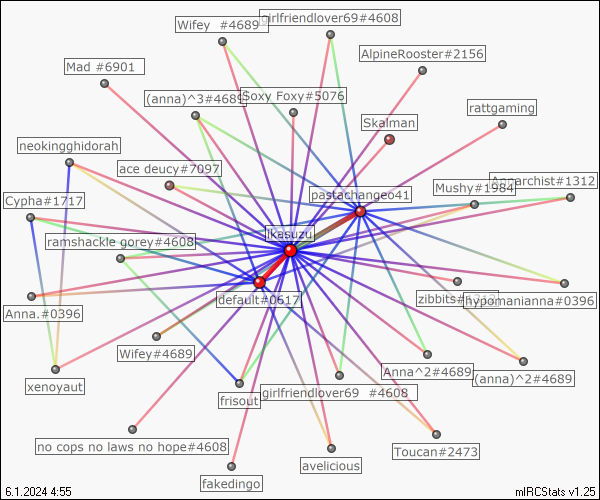 Wifey  #4689
girlfriendlover69#4608
AlpineRooster#2156
Mad #6901
(anna)^3#4689
Soxy Foxy#5076
rattgaming
Skalman
neokingghidorah
ace deucy#7097
Mushy#1984
#1312
pastachange641
Cypha#1717
ikasuzu
ramshackle gorey#4608
default#0617
zibbits#
hypomanianna#0396
Anna.#0396
Wifey#4689
Anna^2#4689
(anna)^2#4689
xenoyaut
girlfriendlover69  #4608
frisout
no cops no laws no hope#4608
Toucan#2473
avelicious
fakedingo
6.1.2024 4:55
mIRCStats v1.25